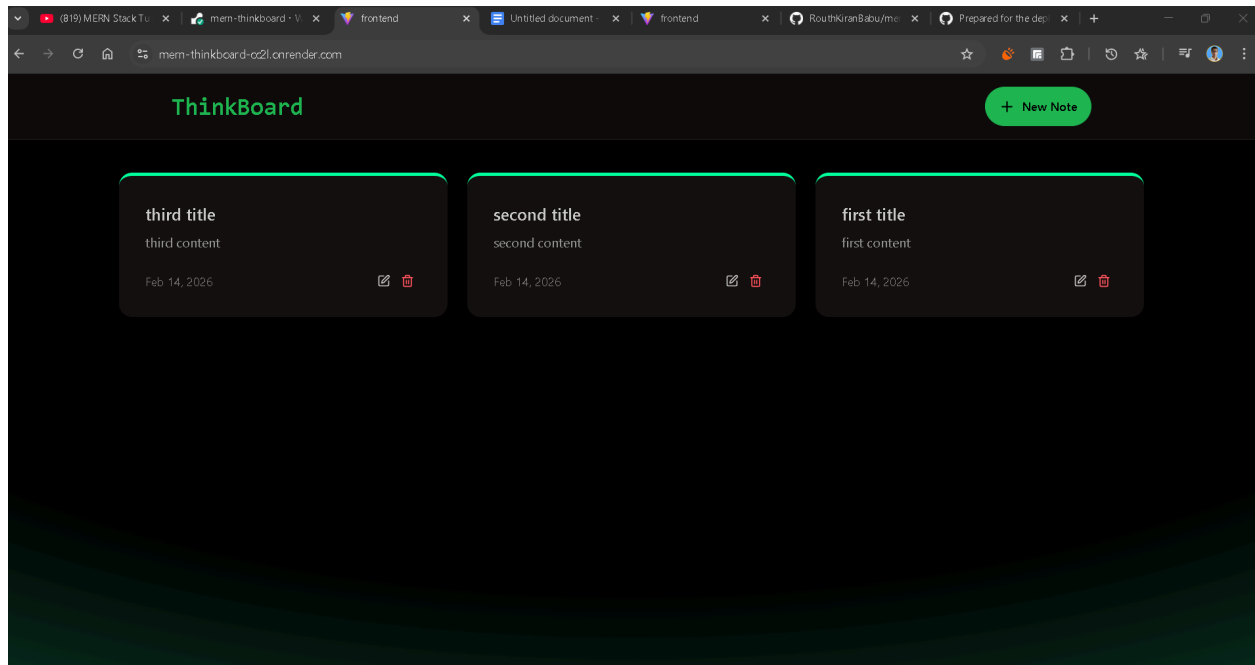 (819) MERN Stack Tu
mern-thinkboard · W
frontend
Untitled document -
frontend
RouthKiranBabu/me
Prepared for the depl
mern-thinkboard-cc2l.onrender.com
ThinkBoard
+ New Note
third title
third content
Feb 14, 2026
second title
second content
Feb 14, 2026
first title
first content
Feb 14, 2026